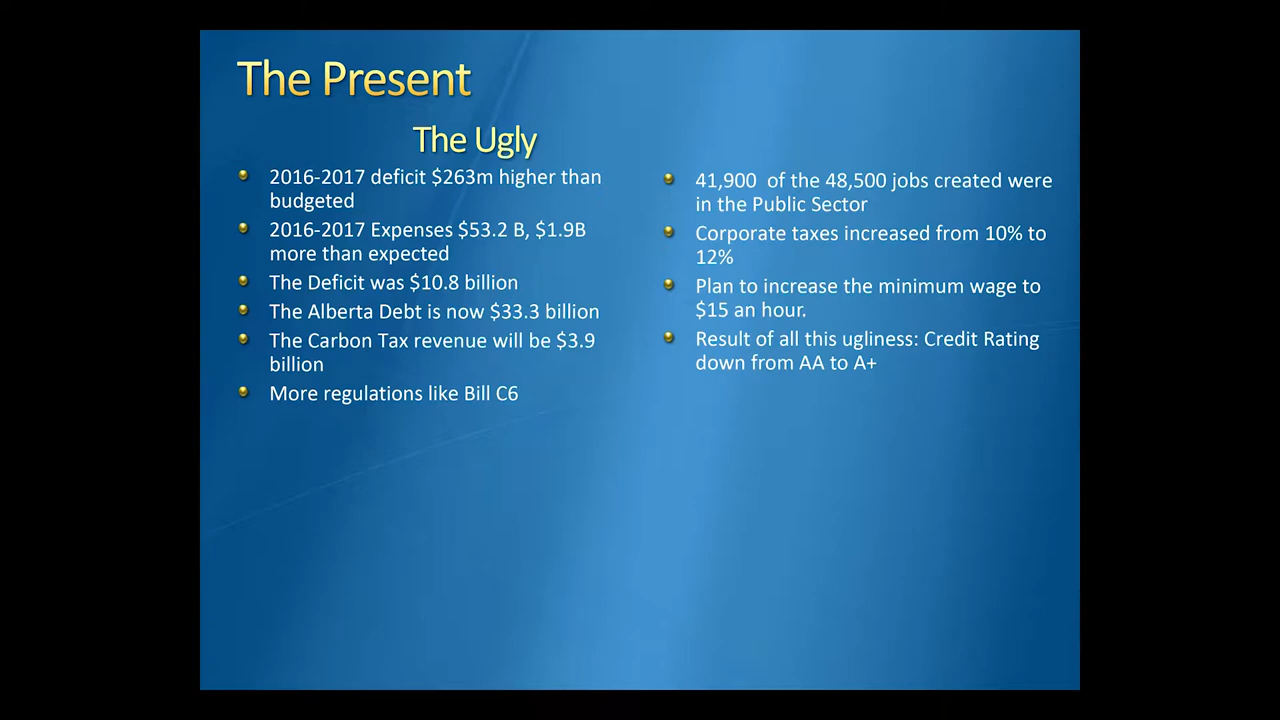 The Present
The Ugly
2016-2017 deficit $263m higher than
budgeted
2016-2017 Expenses $53.2 B, $1.9B
more than expected
The Deficit was $10.8 billion
The Alberta Debt is now $33.3 billion
The Carbon Tax revenue will be $3.9
billion
More regulations like Bill C6
41,900  of the 48,500 jobs created were
in the Public Sector
Corporate taxes increased from 10% to
12%
Plan to increase the minimum wage to
$15 an hour.
Result of all this ugliness: Credit Rating
down from AA to A+